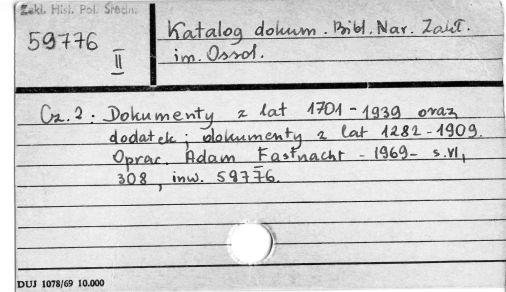 Zakł. Hist. Pol. Średn.
59776
II
Katalog dokum. Bibl. Nar. Zakł.
im. Ossol.
Cz. 2: Dokumenty z lat 1701-1939 oraz
dodatek; dokumenty z lat 1282-1909.
Oprac. Adam Fastnacht - 1969- s. VI,
308, inw. 59776.
DUJ 1078/69 10.000